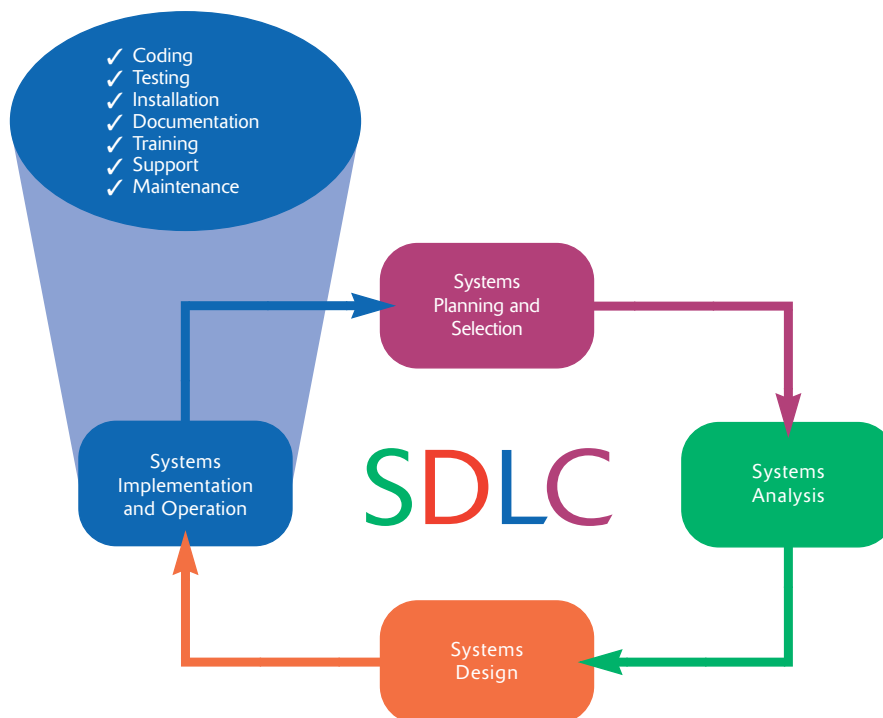 ✓ Coding
✓ Testing
✓ Installation
✓ Documentation
✓ Training
✓ Support
✓ Maintenance
Systems
Planning and
Selection
Systems
Implementation
and Operation
SDLC
Systems
Analysis
Systems
Design